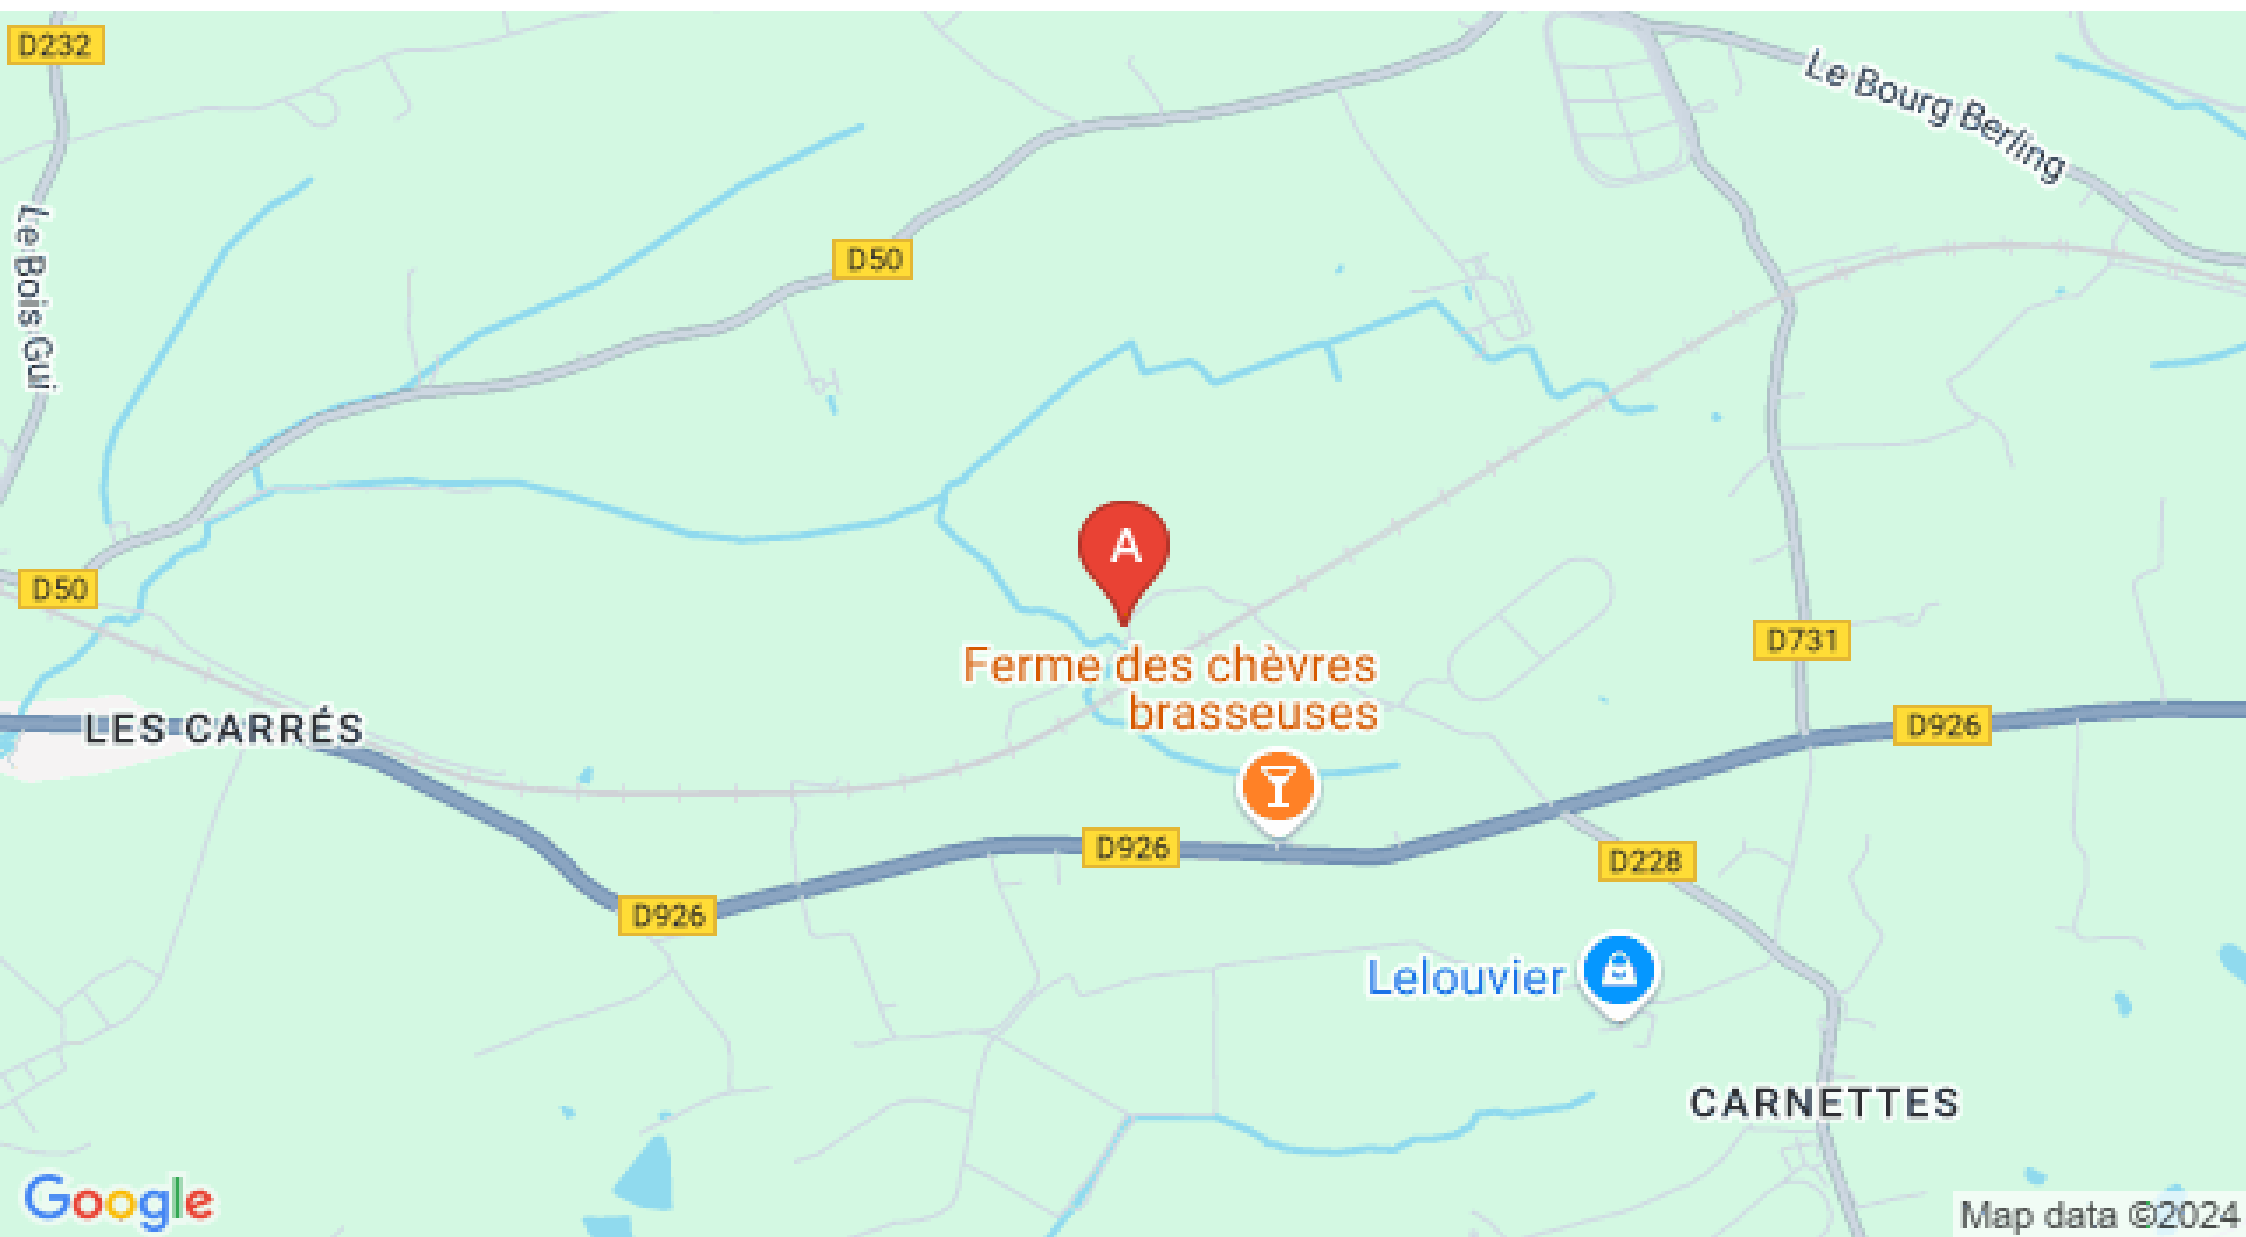 D232
Le Bourg Berfing
Le Bois Gui
D50
A
D50
Ferme des chèvres
brasseuses
D731
LES CARRÉS
D926
D926
D228
D926
Lelouvier
CARNETTES
Google
Map data ©2024